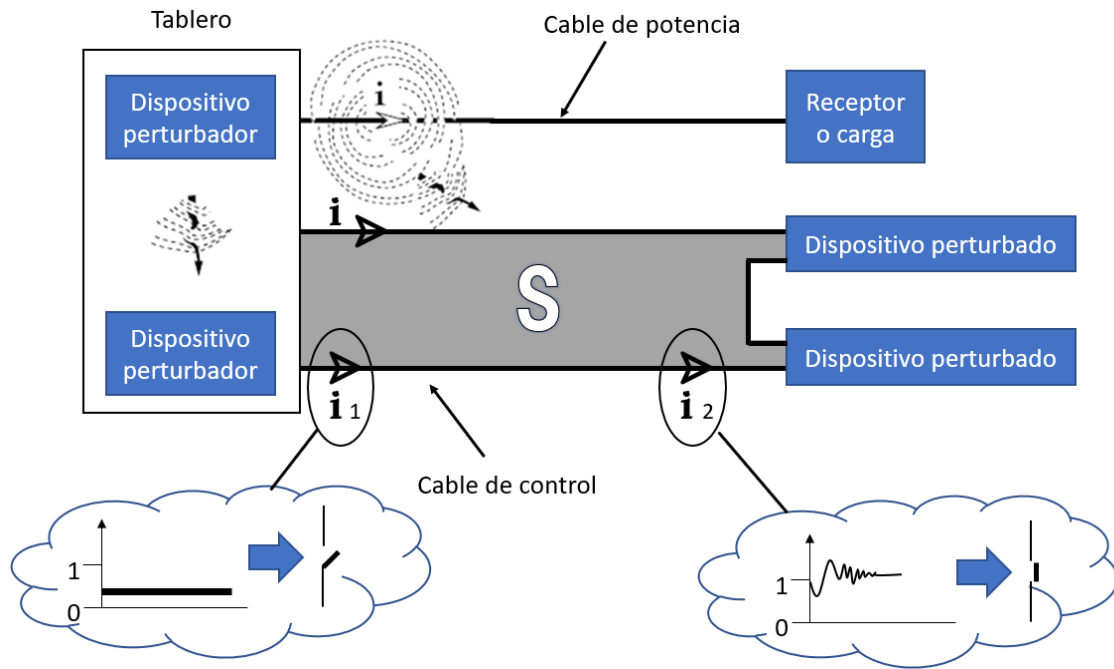 Tablero
Cable de potencia
Dispositivo
perturbador
i
Receptor
o carga
i
Dispositivo perturbado
S
Dispositivo
perturbador
Dispositivo perturbado
i 1
i 2
Cable de control
1
0
1
0